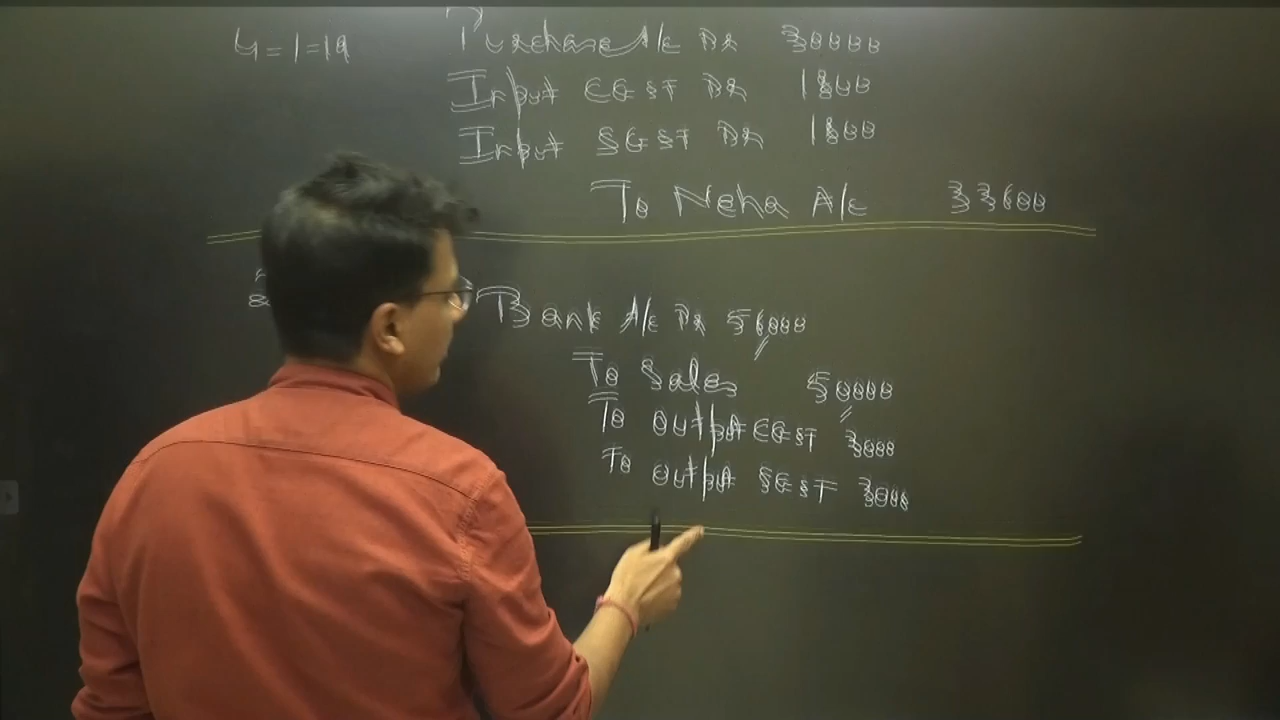 4=1=19
Purchase A/c Dr 30000
Input CGST Dr 1800
Input SGST Dr 1800
To Neha A/c 33600
Bank A/c Dr 56000
To Sales 50000
To output CGST 3000
To output SGST 3000